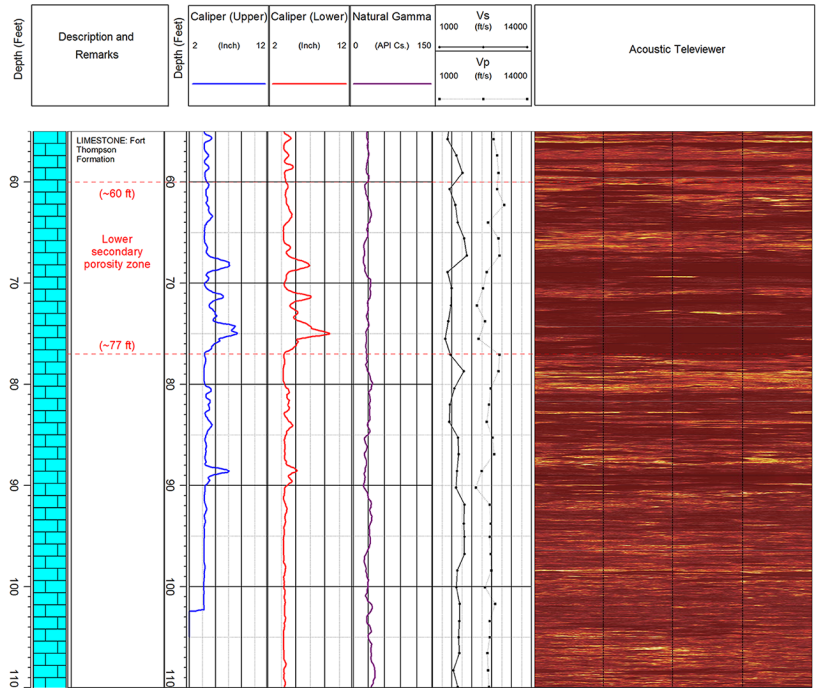 Depth (Feet)
Description and
Remarks
Depth (Feet)
Caliper (Upper)
2 (Inch) 12
Caliper (Lower)
2 (Inch) 12
Natural Gamma
0 (API Cs.) 150
Vs
1000 (ft/s) 14000
Vp
1000 (ft/s) 14000
Acoustic Televiewer
LIMESTONE: Fort
Thompson
Formation
60
60
(~60 ft)
Lower
secondary
porosity zone
70
70
(~77 ft)
80
80
90
90
100
100
110
110